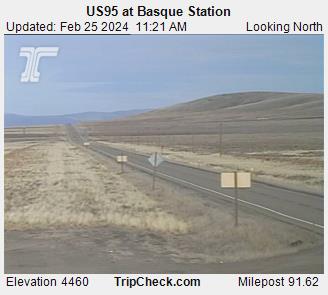 US95 at Basque Station
Updated: Feb 25 2024 11:21 AM Looking North
Elevation 4460 TripCheck.com Milepost 91.62